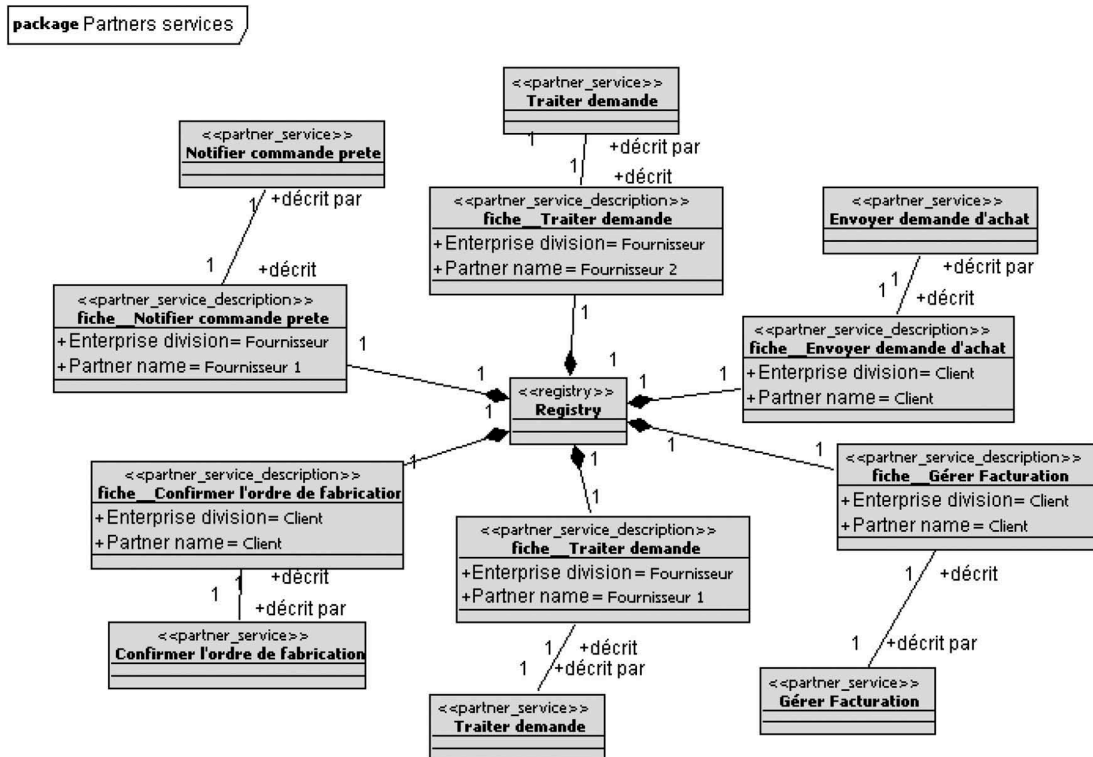 package Partners services
<<partner_service>>
Traiter demande
1
+décrit par
1
+décrit
<<partner_service_description>>
fiche__Traiter demande
+ Enterprise division= Fournisseur
+ Partner name = Fournisseur 2
1
1
<<partner_service>>
Notifier commande prete
1
+décrit par
1
+décrit
<<partner_service_description>>
fiche__Notifier commande prete
+ Enterprise division= Fournisseur
+ Partner name = Fournisseur 1
1
1
<<partner_service>>
Envoyer demande d'achat
1
+décrit par
1
+décrit
<<partner_service_description>>
fiche__Envoyer demande d'achat
+ Enterprise division= Client
+ Partner name = Client
1
1
<<registry>>
Registry
1
1
<<partner_service_description>>
fiche__Confirmer l'ordre de fabrication
+ Enterprise division= Client
+ Partner name = Client
1
+décrit
1
+décrit par
<<partner_service>>
Confirmer l'ordre de fabrication
1
1
<<partner_service_description>>
fiche__Traiter demande
+Enterprise division= Fournisseur
+Partner name = Fournisseur 1
1
+décrit
1
+décrit par
<<partner_service>>
Traiter demande
1
1
<<partner_service_description>>
fiche__Gérer Facturation
+ Enterprise division= Client
+ Partner name = Client
1
+décrit
1
+décrit par
<<partner_service>>
Gérer Facturation